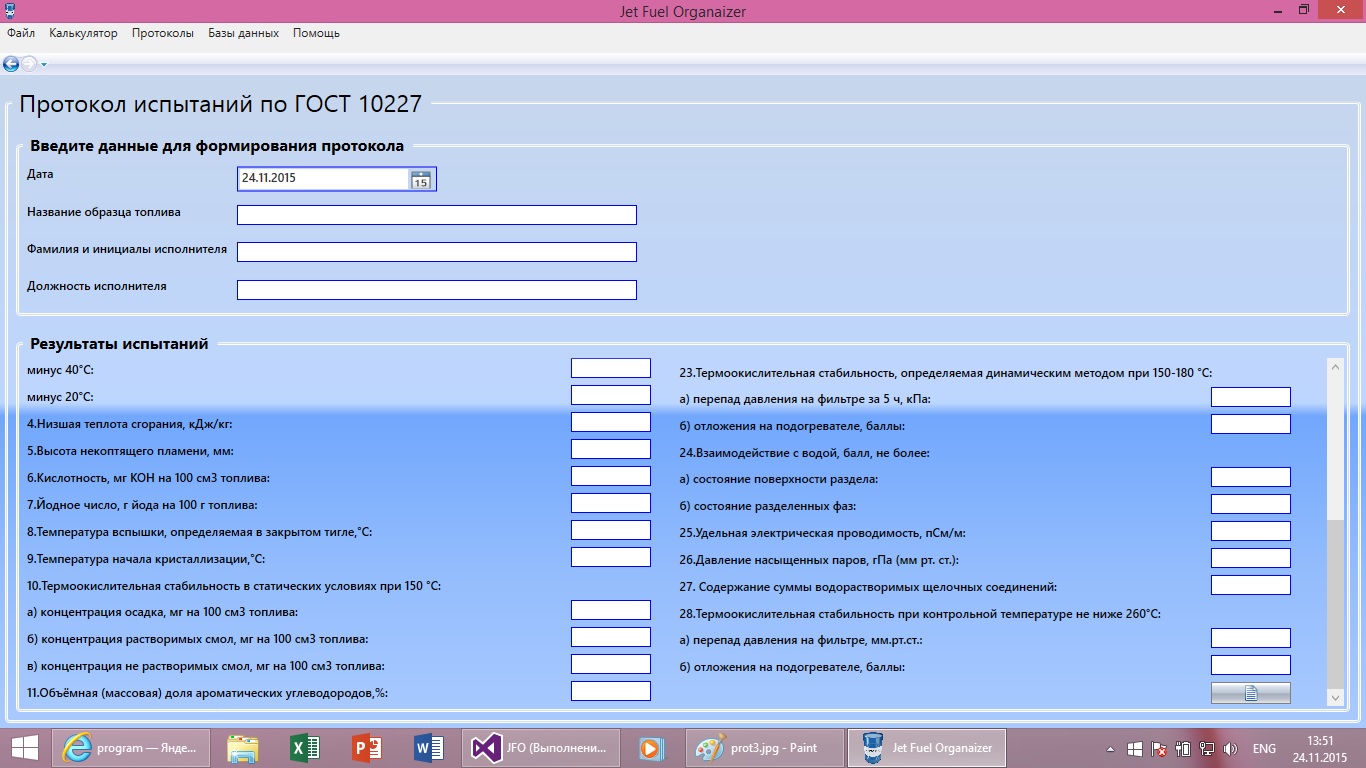 Jet Fuel Organaizer
Файл Калькулятор Протоколы Базы данных Помощь
Протокол испытаний по ГОСТ 10227
Введите данные для формирования протокола
Дата 24.11.2015 15
Название образца топлива
Фамилия и инициалы исполнителя
Должность исполнителя
Результаты испытаний
минус 40°С:
минус 20°С:
4.Низшая теплота сгорания, кДж/кг:
5.Высота некоптящего пламени, мм:
6.Кислотность, мг КОН на 100 см3 топлива:
7.Йодное число, г йода на 100 г топлива:
8.Температура вспышки, определяемая в закрытом тигле,°С:
9.Температура начала кристаллизации,°С:
10.Термоокислительная стабильность в статических условиях при 150 °С:
а) концентрация осадка, мг на 100 см3 топлива:
б) концентрация растворимых смол, мг на 100 см3 топлива:
в) концентрация не растворимых смол, мг на 100 см3 топлива:
11.Объёмная (массовая) доля ароматических углеводородов,%:
23.Термоокислительная стабильность, определяемая динамическим методом при 150-180 °С:
а) перепад давления на фильтре за 5 ч, кПа:
б) отложения на подогревателе, баллы:
24.Взаимодействие с водой, балл, не более:
а) состояние поверхности раздела:
б) состояние разделенных фаз:
25.Удельная электрическая проводимость, пСм/м:
26.Давление насыщенных паров, гПа (мм рт. ст.):
27. Содержание суммы водорастворимых щелочных соединений:
28.Термоокислительная стабильность при контрольной температуре не ниже 260°С:
а) перепад давления на фильтре, мм.рт.ст.:
б) отложения на подогревателе, баллы:
program — Янде... JFO (Выполнени... prot3.jpg - Paint Jet Fuel Organaizer ENG 13:51
24.11.2015